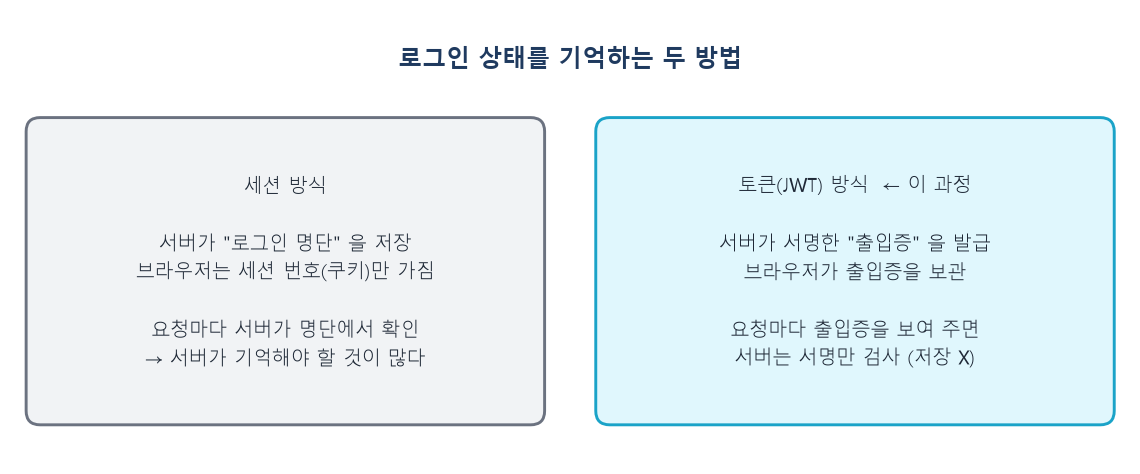 로그인 상태를 기억하는 두 방법
세션 방식
서버가 "로그인 명단" 을 저장
브라우저는 세션 번호(쿠키)만 가짐
요청마다 서버가 명단에서 확인
→ 서버가 기억해야 할 것이 많다
토큰(JWT) 방식 ← 이 과정
서버가 서명한 "출입증" 을 발급
브라우저가 출입증을 보관
요청마다 출입증을 보여 주면
서버는 서명만 검사 (저장 X)